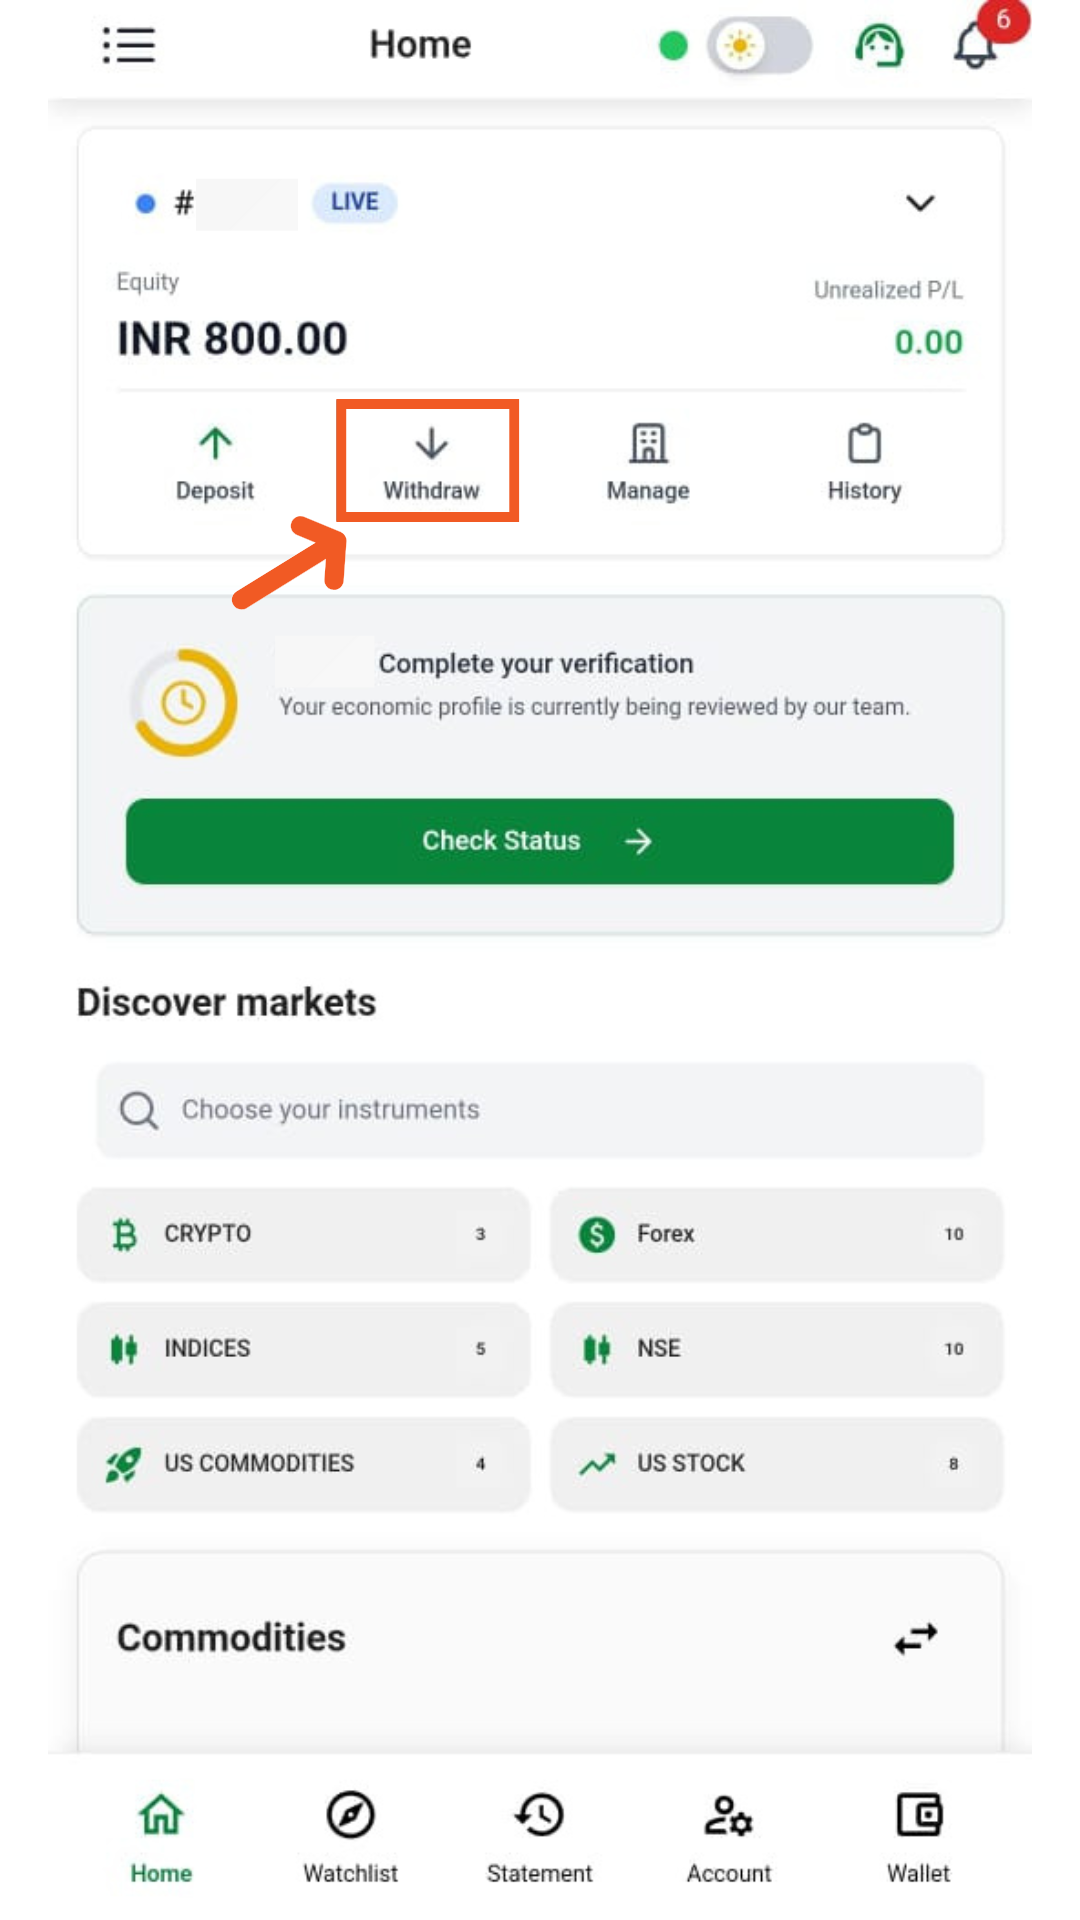 Home
6
# LIVE
Equity
Unrealized P/L
INR 800.00
0.00
Deposit
Withdraw
Manage
History
Complete your verification
Your economic profile is currently being reviewed by our team.
Check Status
Discover markets
Choose your instruments
CRYPTO 3
Forex 10
INDICES 5
NSE 10
US COMMODITIES 4
US STOCK 8
Commodities
Home
Watchlist
Statement
Account
Wallet